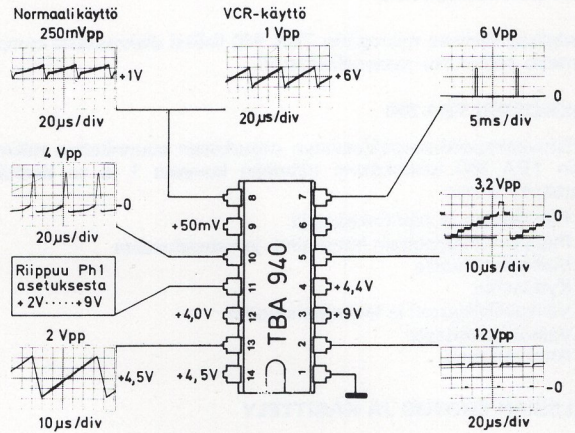 Normaali käyttö
250mVpp
+1V
20µs/div
VCR-käyttö
1 Vpp
+6V
20µs/div
6 Vpp
0
5ms/div
4 Vpp
0
20µs/div
Riippuu Ph1
asetuksesta
+2V·····+9V
2 Vpp
+4,5V
10µs/div
3,2 Vpp
0
10µs/div
12 Vpp
0
20µs/div
+50mV
+4,0V
+4,5V
+4,4V
+9V
8
9
10
11
12
13
14
TBA 940
7
6
5
4
3
2
1